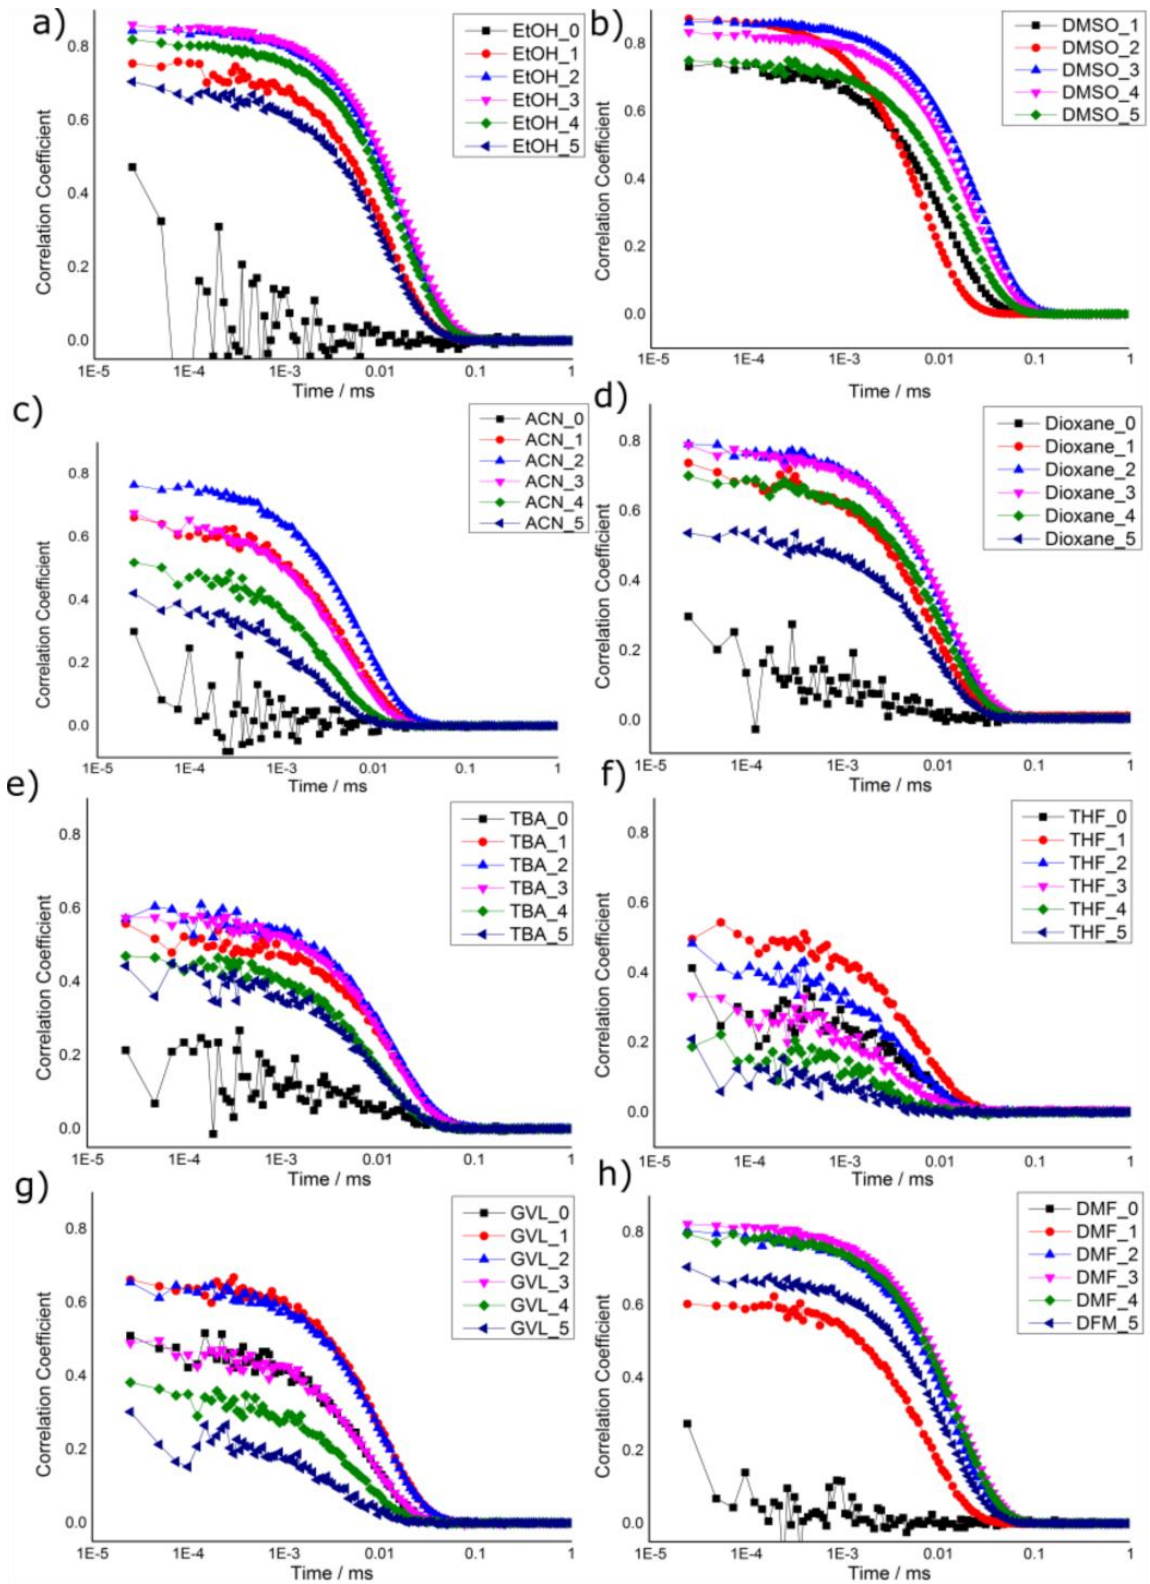 a)
0.8
0.6
0.4
0.2
0.0
Correlation Coefficient
EtOH_0
EtOH_1
EtOH_2
EtOH_3
EtOH_4
EtOH_5
1E-5 1E-4 1E-3 0.01 0.1 1
Time / ms
b)
0.8
0.6
0.4
0.2
0.0
Correlation Coefficient
DMSO_1
DMSO_2
DMSO_3
DMSO_4
DMSO_5
1E-5 1E-4 1E-3 0.01 0.1 1
Time / ms
c)
0.8
0.6
0.4
0.2
0.0
Correlation Coefficient
ACN_0
ACN_1
ACN_2
ACN_3
ACN_4
ACN_5
1E-5 1E-4 1E-3 0.01 0.1 1
Time / ms
d)
0.8
0.6
0.4
0.2
0.0
Correlation Coefficient
Dioxane_0
Dioxane_1
Dioxane_2
Dioxane_3
Dioxane_4
Dioxane_5
1E-5 1E-4 1E-3 0.01 0.1 1
Time / ms
e)
0.8
0.6
0.4
0.2
0.0
Correlation Coefficient
TBA_0
TBA_1
TBA_2
TBA_3
TBA_4
TBA_5
1E-5 1E-4 1E-3 0.01 0.1 1
Time / ms
f)
0.8
0.6
0.4
0.2
0.0
Correlation Coefficient
THF_0
THF_1
THF_2
THF_3
THF_4
THF_5
1E-5 1E-4 1E-3 0.01 0.1 1
Time / ms
g)
0.8
0.6
0.4
0.2
0.0
Correlation Coefficient
GVL_0
GVL_1
GVL_2
GVL_3
GVL_4
GVL_5
1E-5 1E-4 1E-3 0.01 0.1 1
Time / ms
h)
0.8
0.6
0.4
0.2
0.0
Correlation Coefficient
DMF_0
DMF_1
DMF_2
DMF_3
DMF_4
DFM_5
1E-5 1E-4 1E-3 0.01 0.1 1
Time / ms